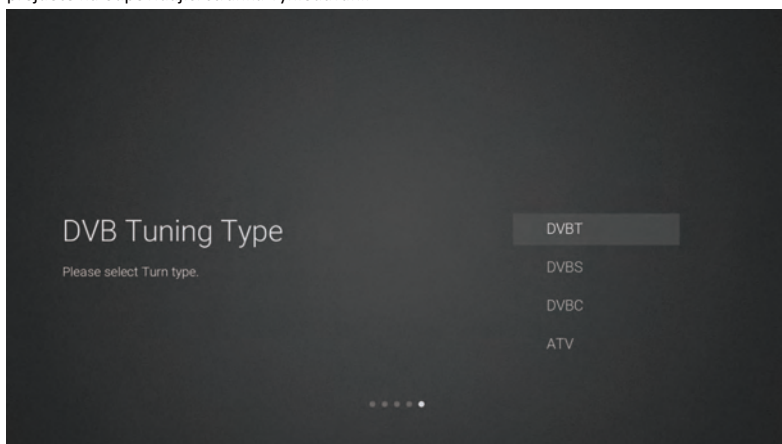 DVB Tuning Type
Please select Turn type.
DVBT
DVBS
DVBC
ATV